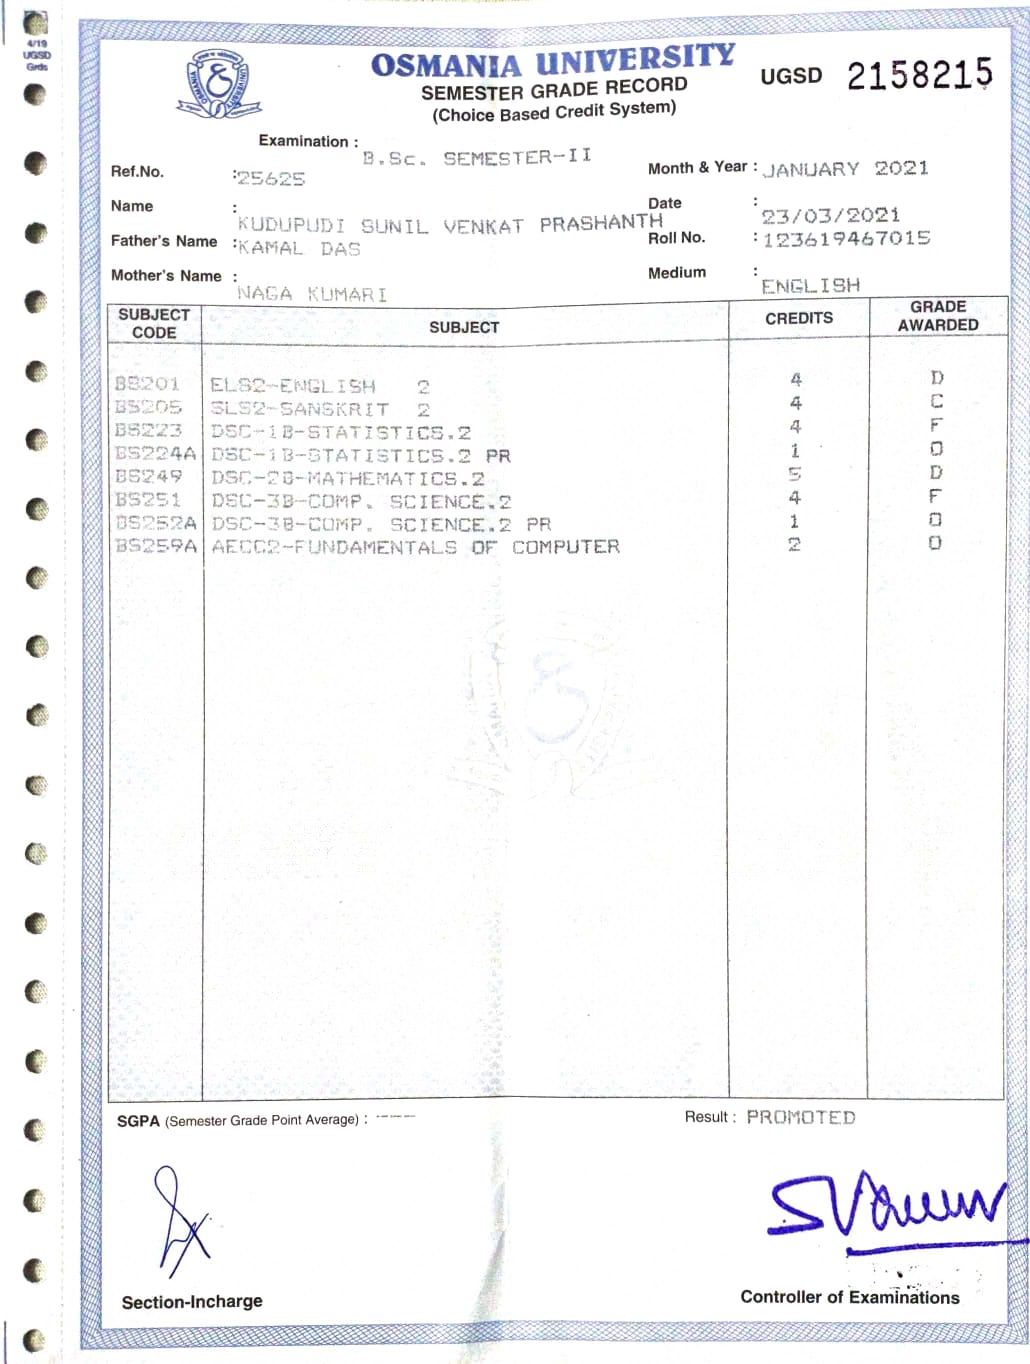 4/19
UGSD
Grds
OSMANIA UNIVERSITY
SEMESTER GRADE RECORD
(Choice Based Credit System)
UGSD 2158215
Examination : B.Sc. SEMESTER-II
Ref.No. :25625
Month & Year : JANUARY 2021
Name : KUDUPUDI SUNIL VENKAT PRASHANTH
Date : 23/03/2021
Father's Name :KAMAL DAS
Roll No. :123619467015
Mother's Name : NAGA KUMARI
Medium : ENGLISH
SUBJECT CODE SUBJECT CREDITS GRADE AWARDED
BS201 ELS2-ENGLISH 2 4 D
BS205 SLS2-SANSKRIT 2 4 C
BS223 DSC-1B-STATISTICS.2 4 F
BS224A DSC-1B-STATISTICS.2 PR 1 O
BS249 DSC-2B-MATHEMATICS.2 5 D
BS251 DSC-3B-COMP. SCIENCE.2 4 F
BS252A DSC-3B-COMP. SCIENCE.2 PR 1 O
BS259A AECC2-FUNDAMENTALS OF COMPUTER 2 O
SGPA (Semester Grade Point Average) : ----
Result : PROMOTED
Section-Incharge
Controller of Examinations